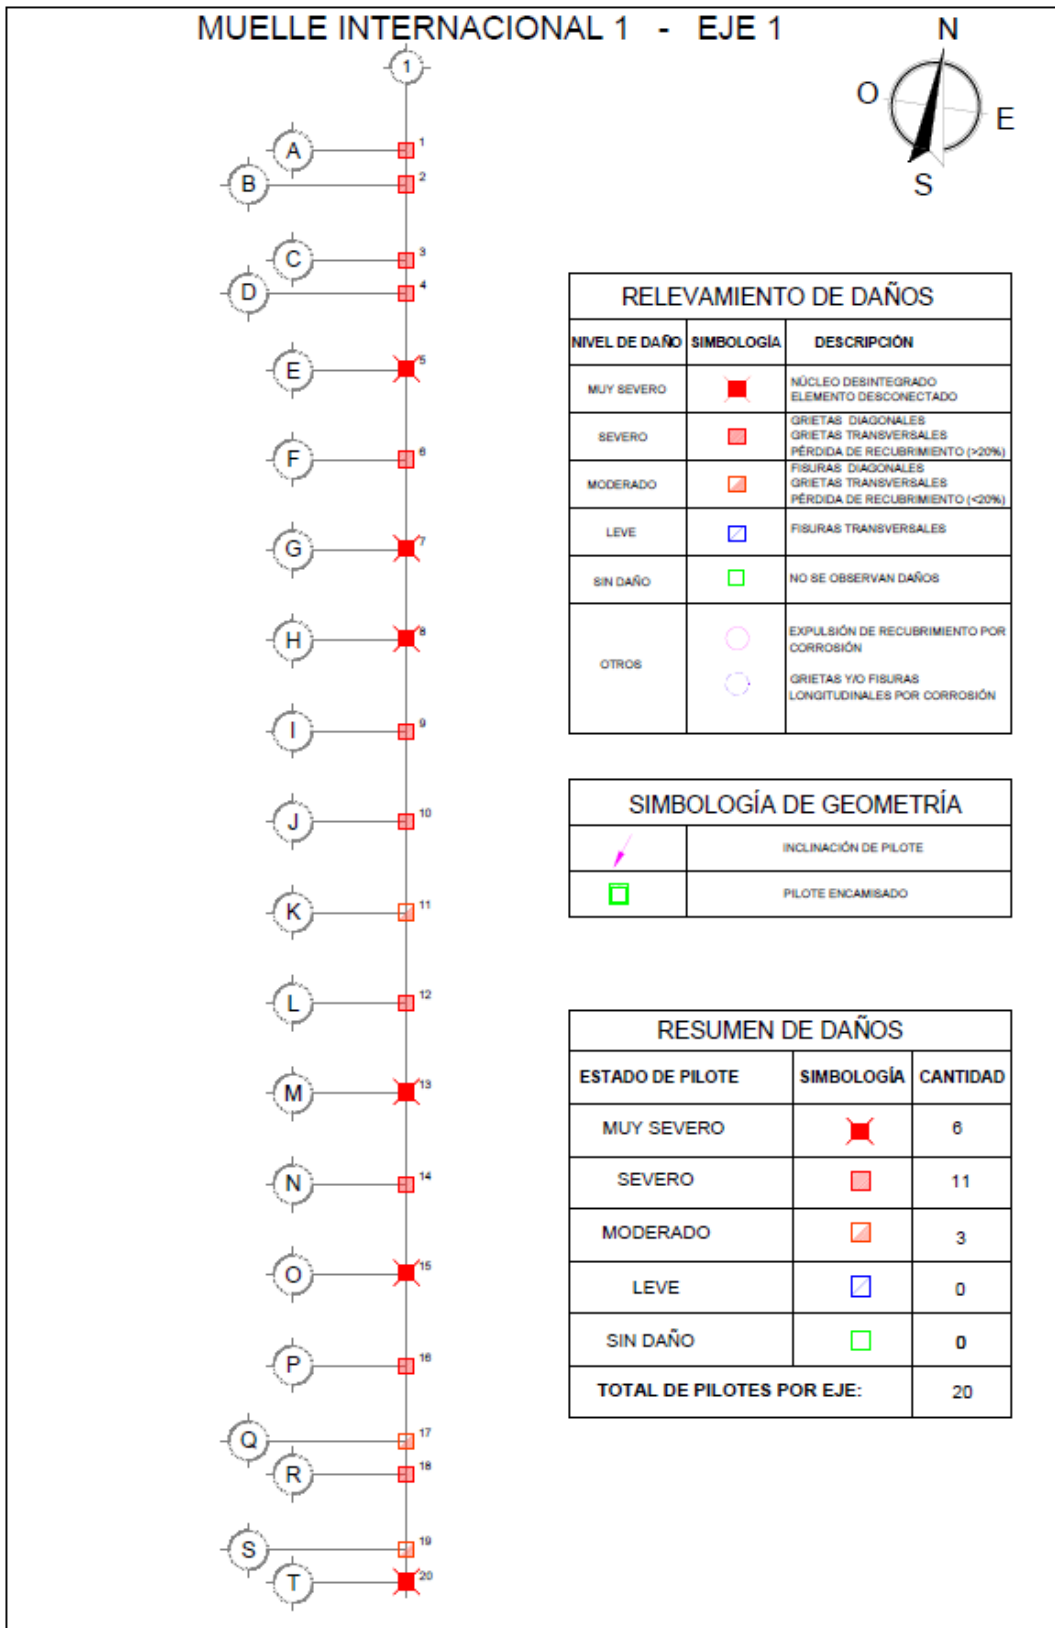 MUELLE INTERNACIONAL 1 - EJE 1
N
O
E
S
1
A 1
B 2
C 3
D 4
E 5
F 6
G 7
H 8
I 9
J 10
K 11
L 12
M 13
N 14
O 15
P 16
Q 17
R 18
S 19
T 20
RELEVAMIENTO DE DAÑOS
NIVEL DE DAÑO SIMBOLOGÍA DESCRIPCIÓN
MUY SEVERO
NÚCLEO DESINTEGRADO
ELEMENTO DESCONECTADO
SEVERO
GRIETAS DIAGONALES
GRIETAS TRANSVERSALES
PÉRDIDA DE RECUBRIMIENTO (>20%)
MODERADO
FISURAS DIAGONALES
GRIETAS TRANSVERSALES
PÉRDIDA DE RECUBRIMIENTO (<20%)
LEVE
FISURAS TRANSVERSALES
SIN DAÑO
NO SE OBSERVAN DAÑOS
OTROS
EXPULSIÓN DE RECUBRIMIENTO POR
CORROSIÓN
GRIETAS Y/O FISURAS
LONGITUDINALES POR CORROSIÓN
SIMBOLOGÍA DE GEOMETRÍA
INCLINACIÓN DE PILOTE
PILOTE ENCAMISADO
RESUMEN DE DAÑOS
ESTADO DE PILOTE SIMBOLOGÍA CANTIDAD
MUY SEVERO 6
SEVERO 11
MODERADO 3
LEVE 0
SIN DAÑO 0
TOTAL DE PILOTES POR EJE: 20